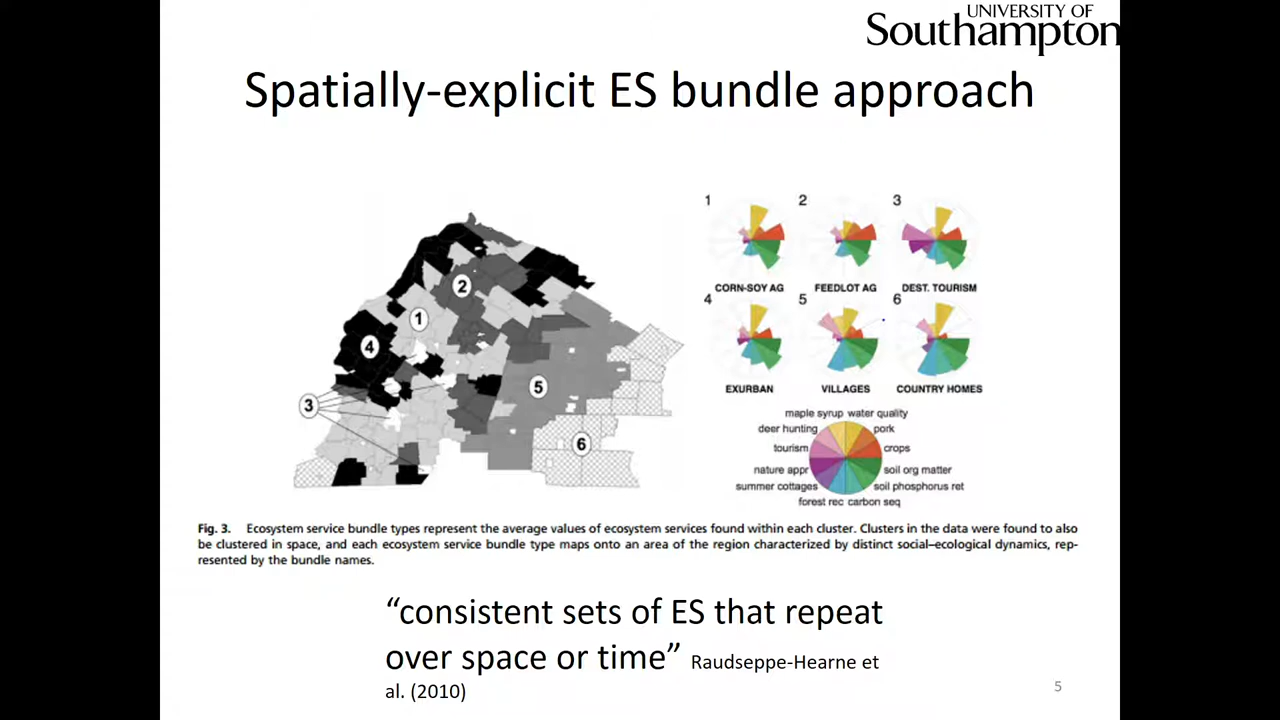 UNIVERSITY OF
Southampton
Spatially-explicit ES bundle approach
1
2
3
4
5
6
1
2
3
CORN-SOY AG
FEEDLOT AG
DEST. TOURISM
4
5
6
EXURBAN
VILLAGES
COUNTRY HOMES
maple syrup water quality
deer hunting
pork
tourism
crops
nature appr
soil org matter
summer cottages
soil phosphorus ret
forest rec carbon seq
Fig. 3. Ecosystem service bundle types represent the average values of ecosystem services found within each cluster. Clusters in the data were found to also
be clustered in space, and each ecosystem service bundle type maps onto an area of the region characterized by distinct social–ecological dynamics, rep-
resented by the bundle names.
“consistent sets of ES that repeat
over space or time” Raudseppe-Hearne et
al. (2010)
5